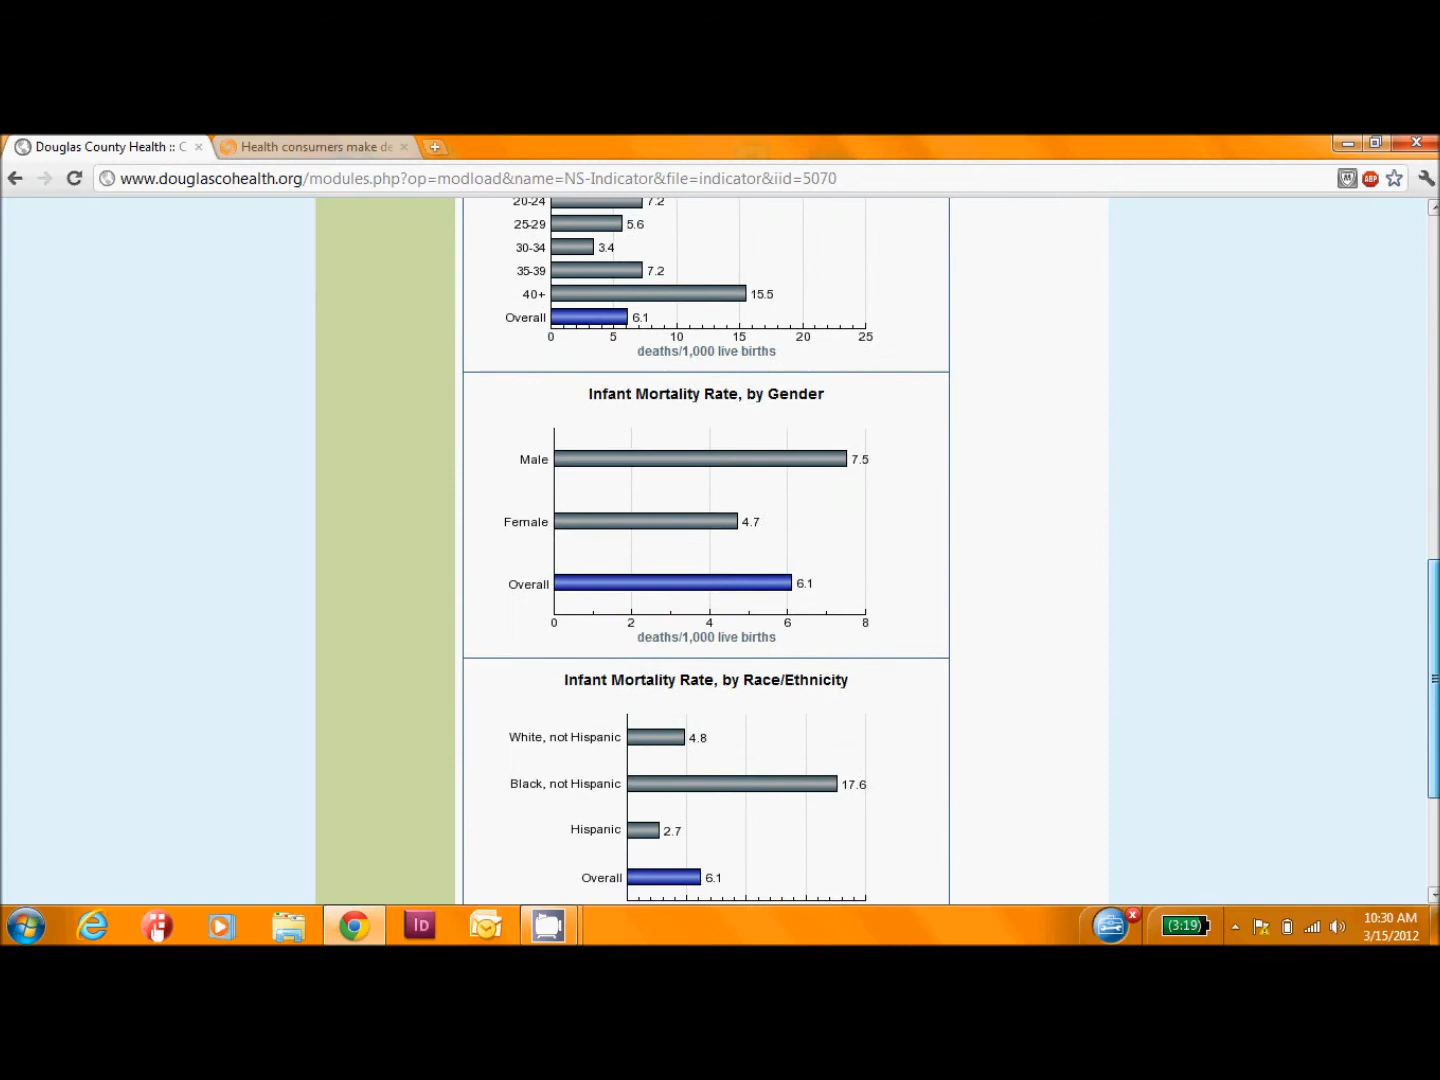 Douglas County Health :: C
Health consumers make de
www.douglascohealth.org/modules.php?op=modload&name=NS-Indicator&file=indicator&iid=5070
ABP
20-24 7.2
25-29 5.6
30-34 3.4
35-39 7.2
40+ 15.5
Overall 6.1
0 5 10 15 20 25
deaths/1,000 live births
Infant Mortality Rate, by Gender
Male 7.5
Female 4.7
Overall 6.1
0 2 4 6 8
deaths/1,000 live births
Infant Mortality Rate, by Race/Ethnicity
White, not Hispanic 4.8
Black, not Hispanic 17.6
Hispanic 2.7
Overall 6.1
Id
(3:19)
10:30 AM
3/15/2012